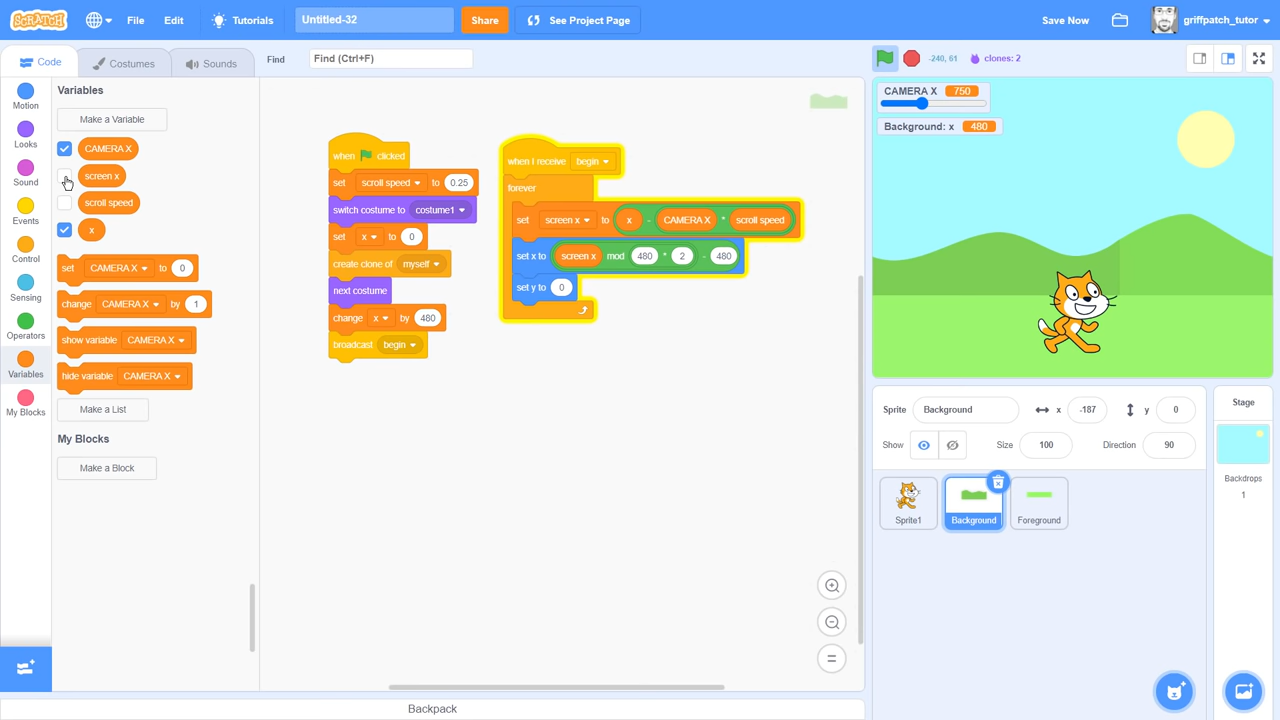 SCRATCH File Edit Tutorials Untitled-32 Share See Project Page Save Now griffpatch_tutor
Code Costumes Sounds Find Find (Ctrl+F) -240, 61 clones: 2
Variables
Make a Variable
CAMERA X
screen x
scroll speed
x
set CAMERA X to 0
change CAMERA X by 1
show variable CAMERA X
hide variable CAMERA X
Make a List
My Blocks
Make a Block
Motion
Looks
Sound
Events
Control
Sensing
Operators
Variables
My Blocks
when clicked
set scroll speed to 0.25
switch costume to costume1
set x to 0
create clone of myself
next costume
change x by 480
broadcast begin
when I receive begin
forever
set screen x to x - CAMERA X * scroll speed
set x to screen x mod 480 * 2 - 480
set y to 0
CAMERA X 750
Background: x 480
Sprite Background x -187 y 0
Show Size 100 Direction 90
Sprite1
Background
Foreground
Stage
Backdrops
1
Backpack